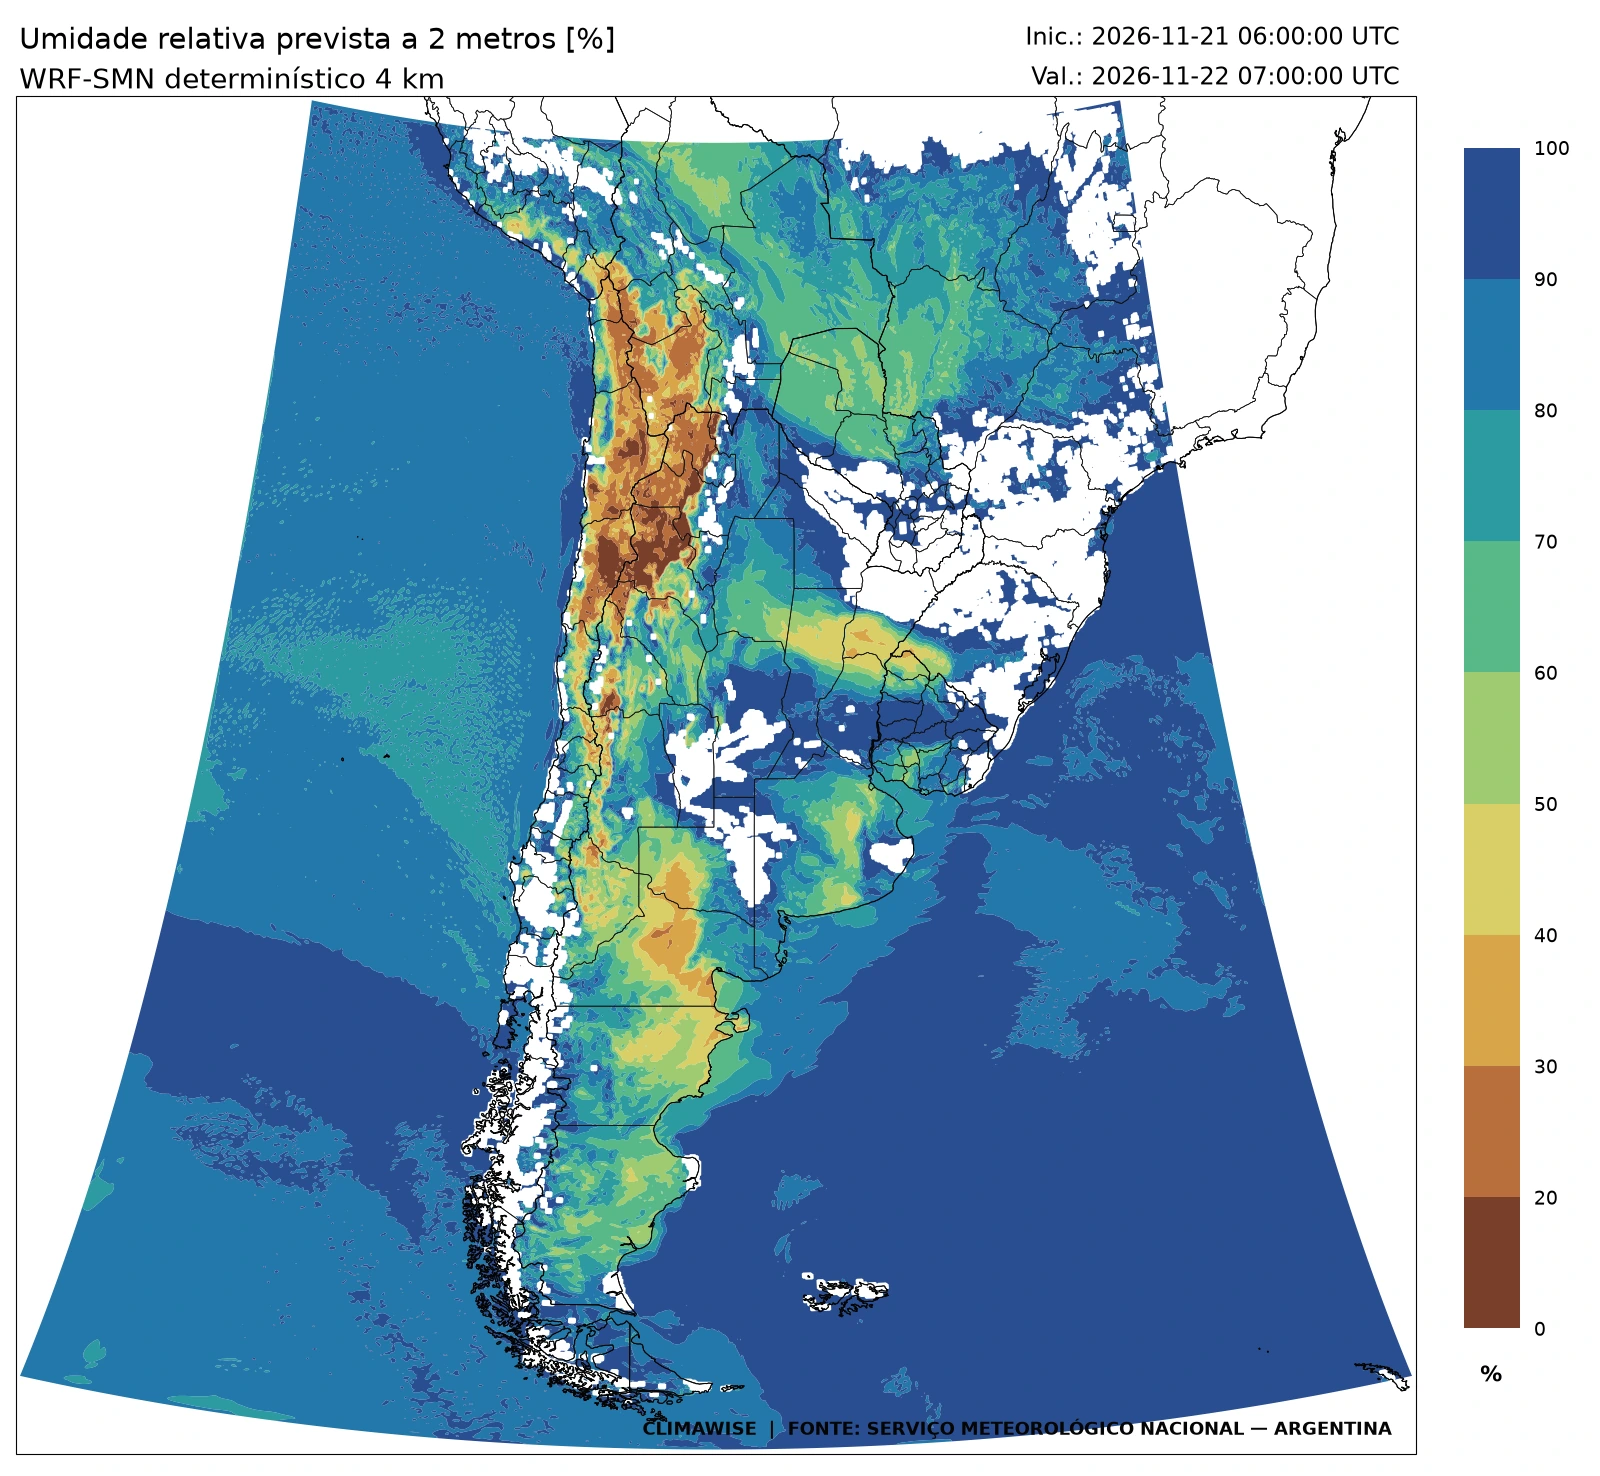 Umidade relativa prevista a 2 metros [%]
WRF-SMN determinístico 4 km
Inic.: 2026-11-21 06:00:00 UTC
Val.: 2026-11-22 07:00:00 UTC
100
90
80
70
60
50
40
30
20
0
%
CLIMAWISE | FONTE: SERVIÇO METEOROLÓGICO NACIONAL — ARGENTINA